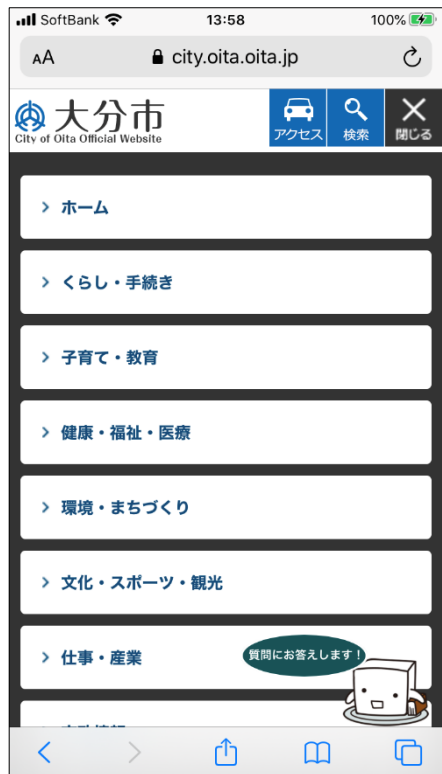 SoftBank 13:58 100%
AA city.oita.oita.jp
大分市
City of Oita Official Website
アクセス 検索 閉じる
ホーム
くらし・手続き
子育て・教育
健康・福祉・医療
環境・まちづくり
文化・スポーツ・観光
仕事・産業
質問にお答えします！